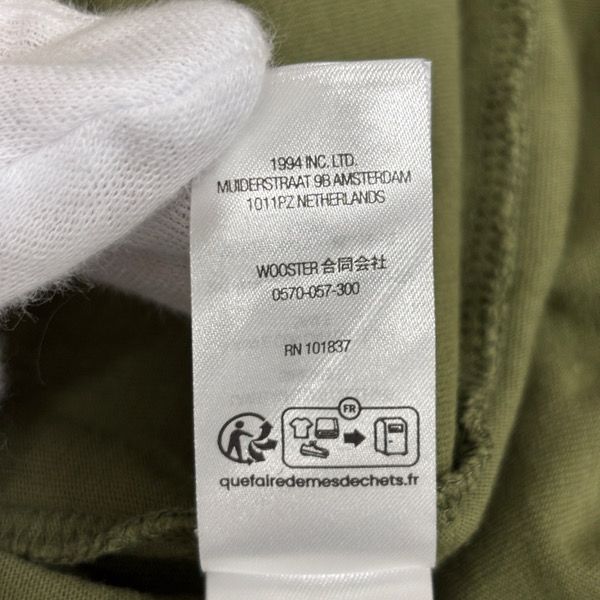 1994 INC. LTD.
MUIDERSTRAAT 9B AMSTERDAM
1011PZ NETHERLANDS
WOOSTER 合同会社
0570-057-300
RN 101837
FR
quefairedemesdechets.fr